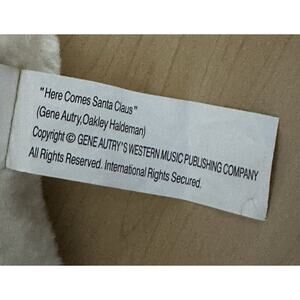 "Here Comes Santa Claus"
(Gene Autry,Oakley Haldeman)
Copyright © GENE AUTRY'S WESTERN MUSIC PUBLISHING COMPANY
All Rights Reserved. International Rights Secured.